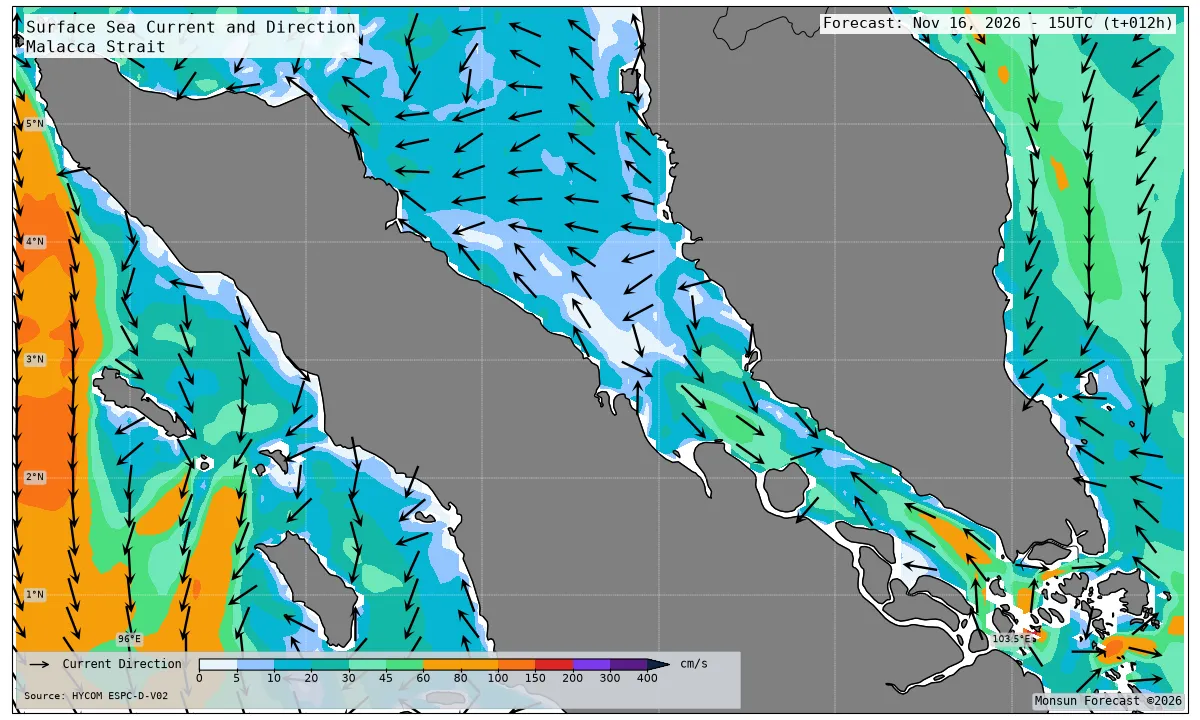 Surface Sea Current and Direction
Malacca Strait
Forecast: Nov 16, 2026 - 15UTC (t+012h)
5°N
4°N
3°N
2°N
1°N
96°E
103.5°E
Current Direction
0 5 10 20 30 45 60 80 100 150 200 300 400
cm/s
Source: HYCOM ESPC-D-V02
Monsun Forecast ©2026